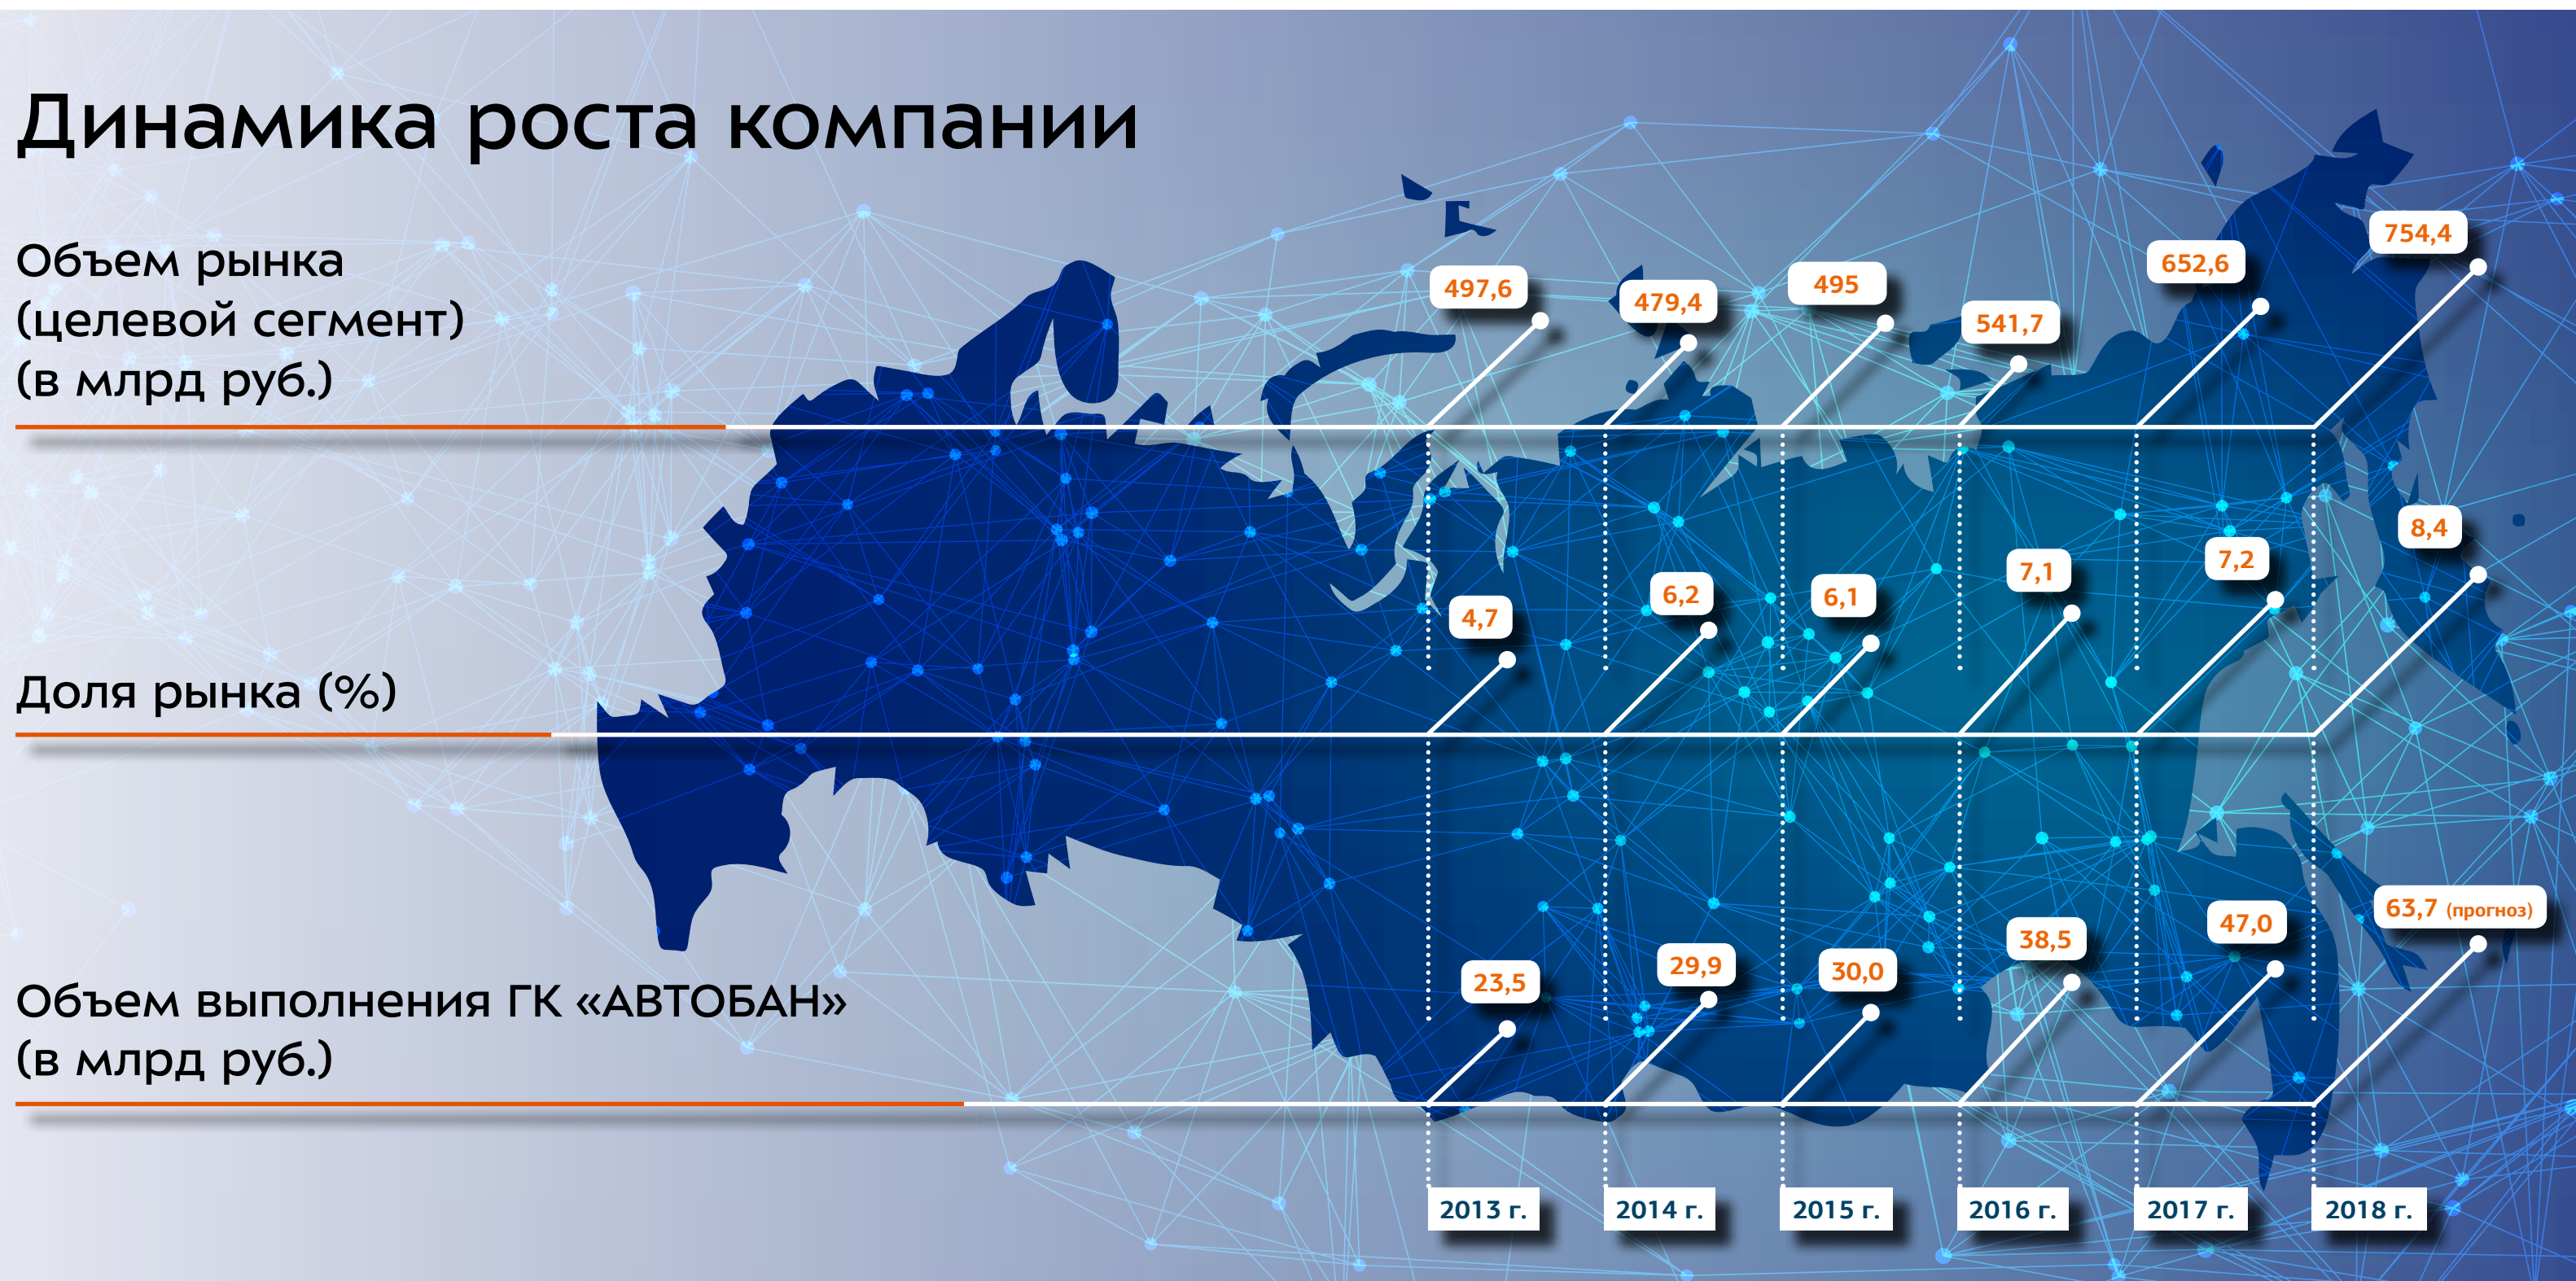 Динамика роста компании
Объем рынка
(целевой сегмент)
(в млрд руб.)
497,6
479,4
495
541,7
652,6
754,4
Доля рынка (%)
4,7
6,2
6,1
7,1
7,2
8,4
Объем выполнения ГК «АВТОБАН»
(в млрд руб.)
23,5
29,9
30,0
38,5
47,0
63,7 (прогноз)
2013 г.
2014 г.
2015 г.
2016 г.
2017 г.
2018 г.